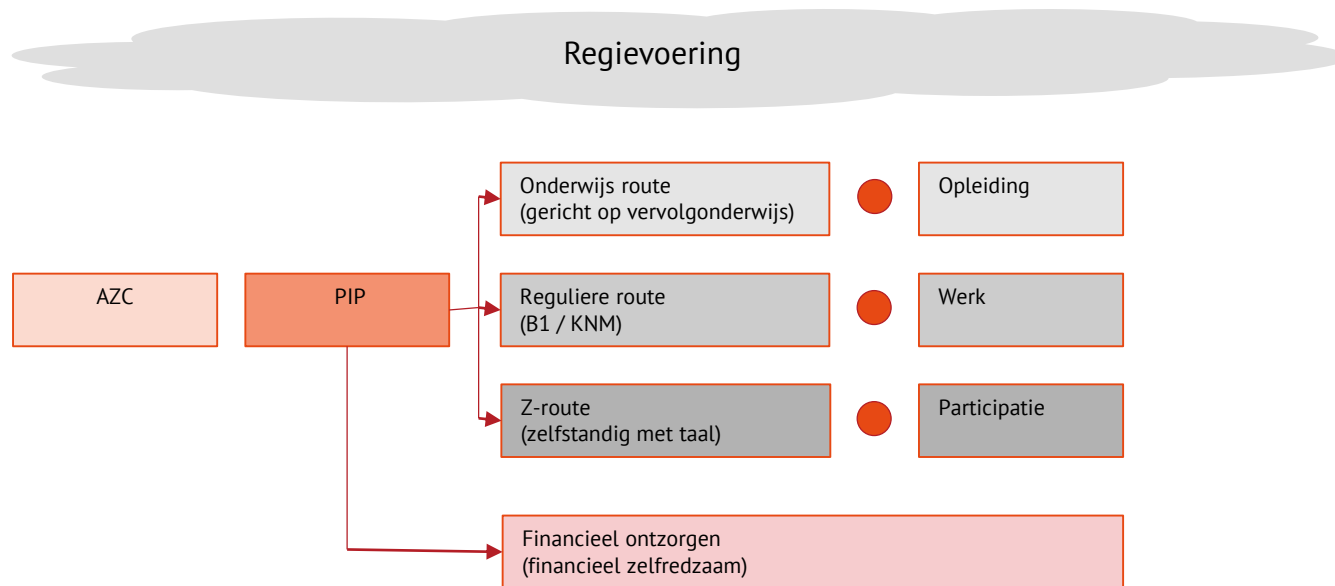 Regievoering
Onderwijs route
(gericht op vervolgonderwijs)
Opleiding
AZC
PIP
Reguliere route
(B1 / KNM)
Werk
Z-route
(zelfstandig met taal)
Participatie
Financieel ontzorgen
(financieel zelfredzaam)